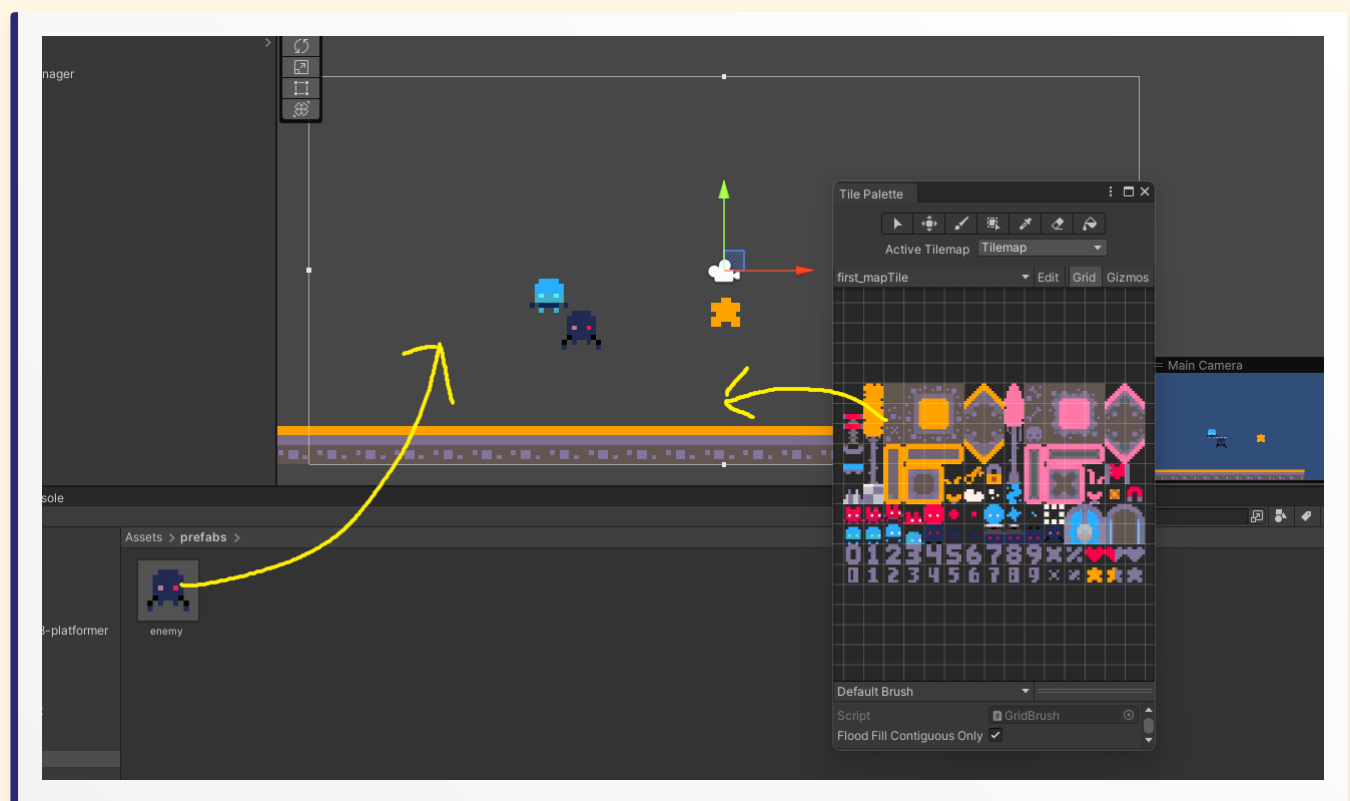 nager
Tile Palette
Active Tilemap Tilemap
first_mapTile Edit Grid Gizmos
Main Camera
sole
Assets > prefabs >
0123456789
0123456789
3-platformer
enemy
Default Brush
Script GridBrush
Flood Fill Contiguous Only